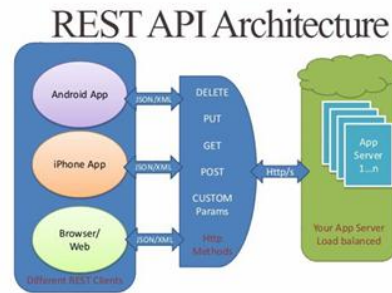 REST API Architecture
Android App
iPhone App
Browser/
Web
Different REST Clients
JSON/XML
JSON/XML
JSON/XML
DELETE
PUT
GET
POST
CUSTOM
Params
Http
Methods
Http/s
App
Server
1...n
Your App Server
Load balanced